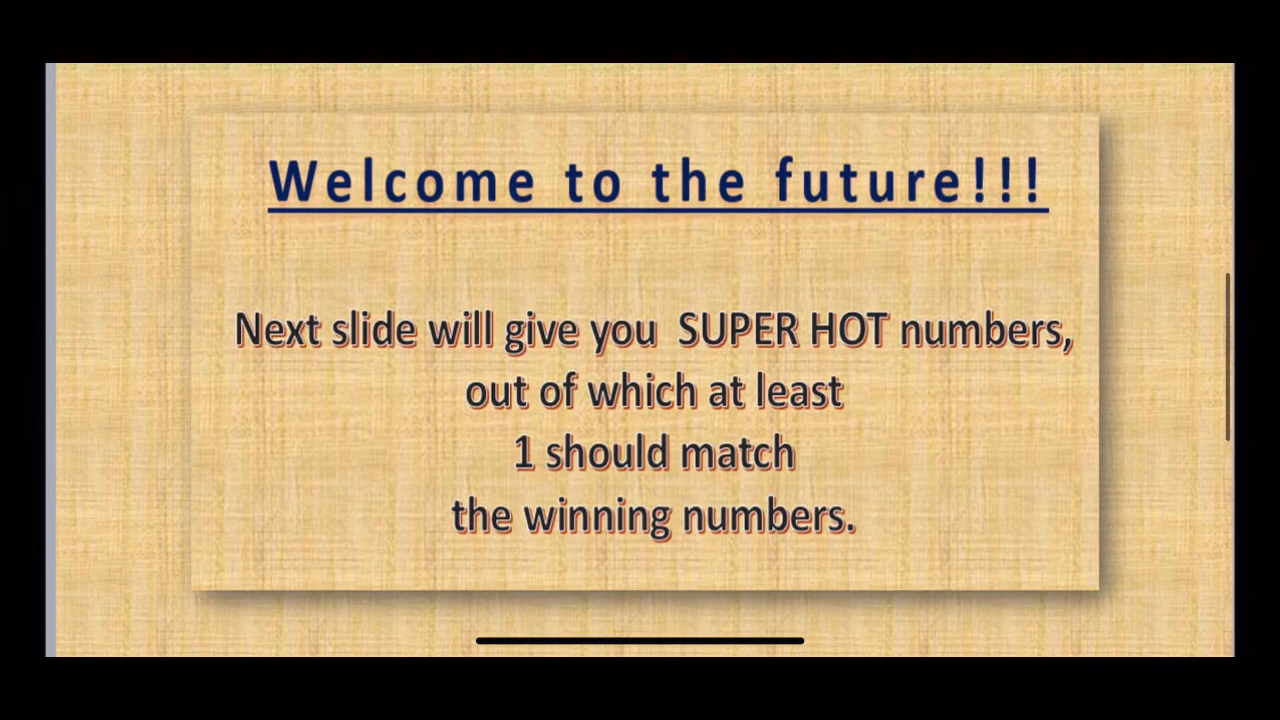 Welcome to the future!!!
Next slide will give you SUPER HOT numbers,
out of which at least
1 should match
the winning numbers.